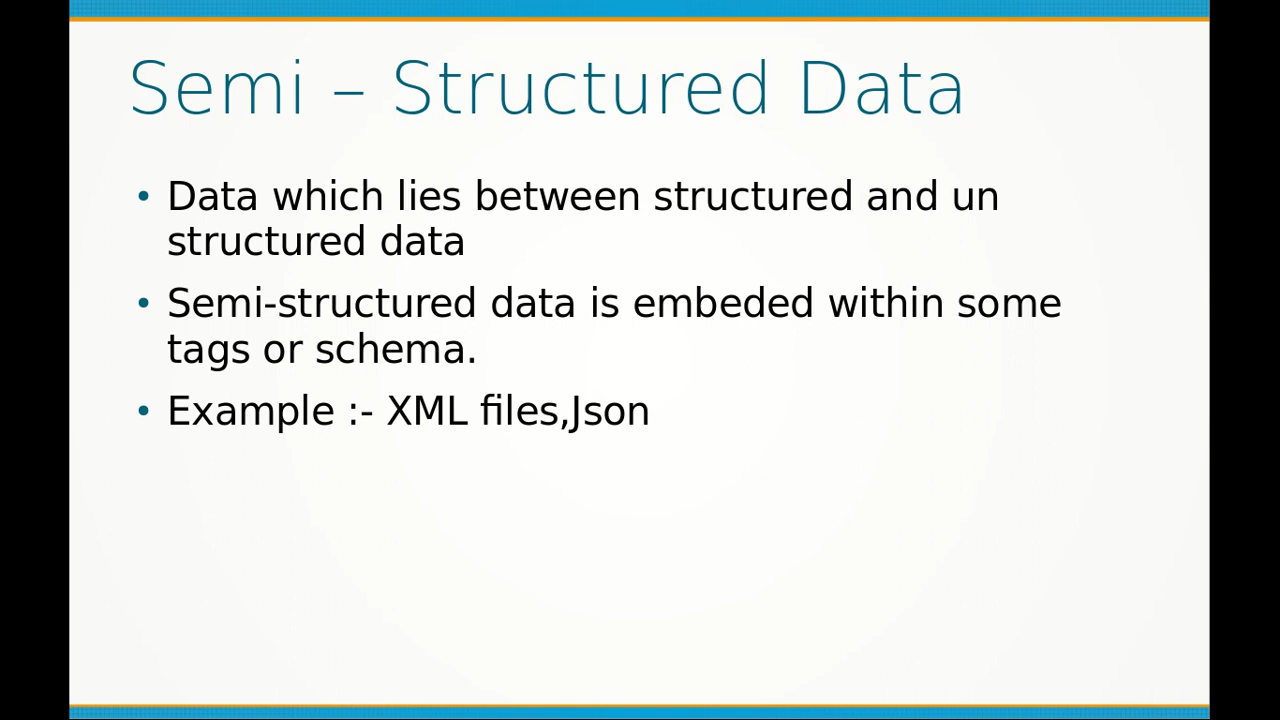 Semi – Structured Data
• Data which lies between structured and un
structured data
• Semi-structured data is embeded within some
tags or schema.
• Example :- XML files,Json